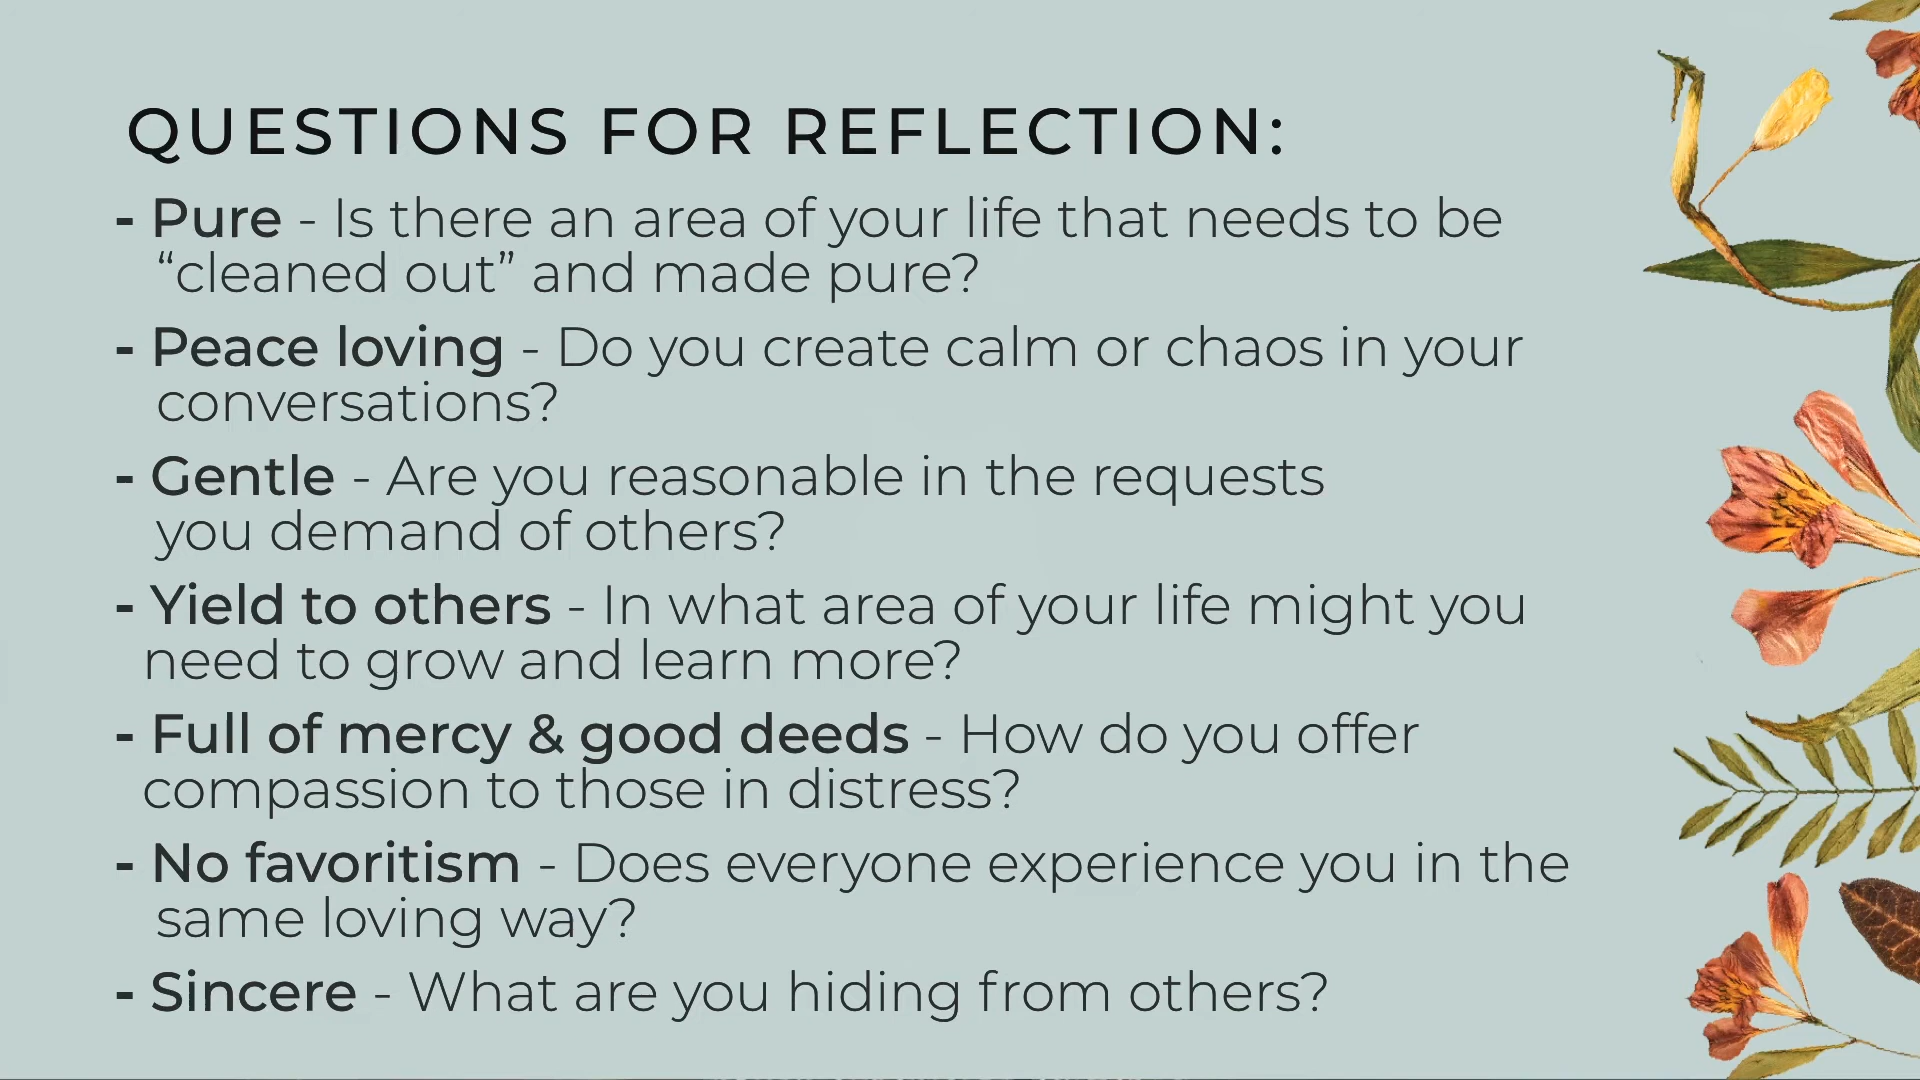 QUESTIONS FOR REFLECTION:
- Pure - Is there an area of your life that needs to be
“cleaned out” and made pure?
- Peace loving - Do you create calm or chaos in your
conversations?
- Gentle - Are you reasonable in the requests
you demand of others?
- Yield to others - In what area of your life might you
need to grow and learn more?
- Full of mercy & good deeds - How do you offer
compassion to those in distress?
- No favoritism - Does everyone experience you in the
same loving way?
- Sincere - What are you hiding from others?